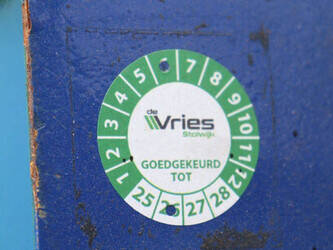 de
Vries
Stolwijk
GOEDGEKEURD
TOT
1 2 3 4 5 7 8 9 10 11 12
25 26 27 28